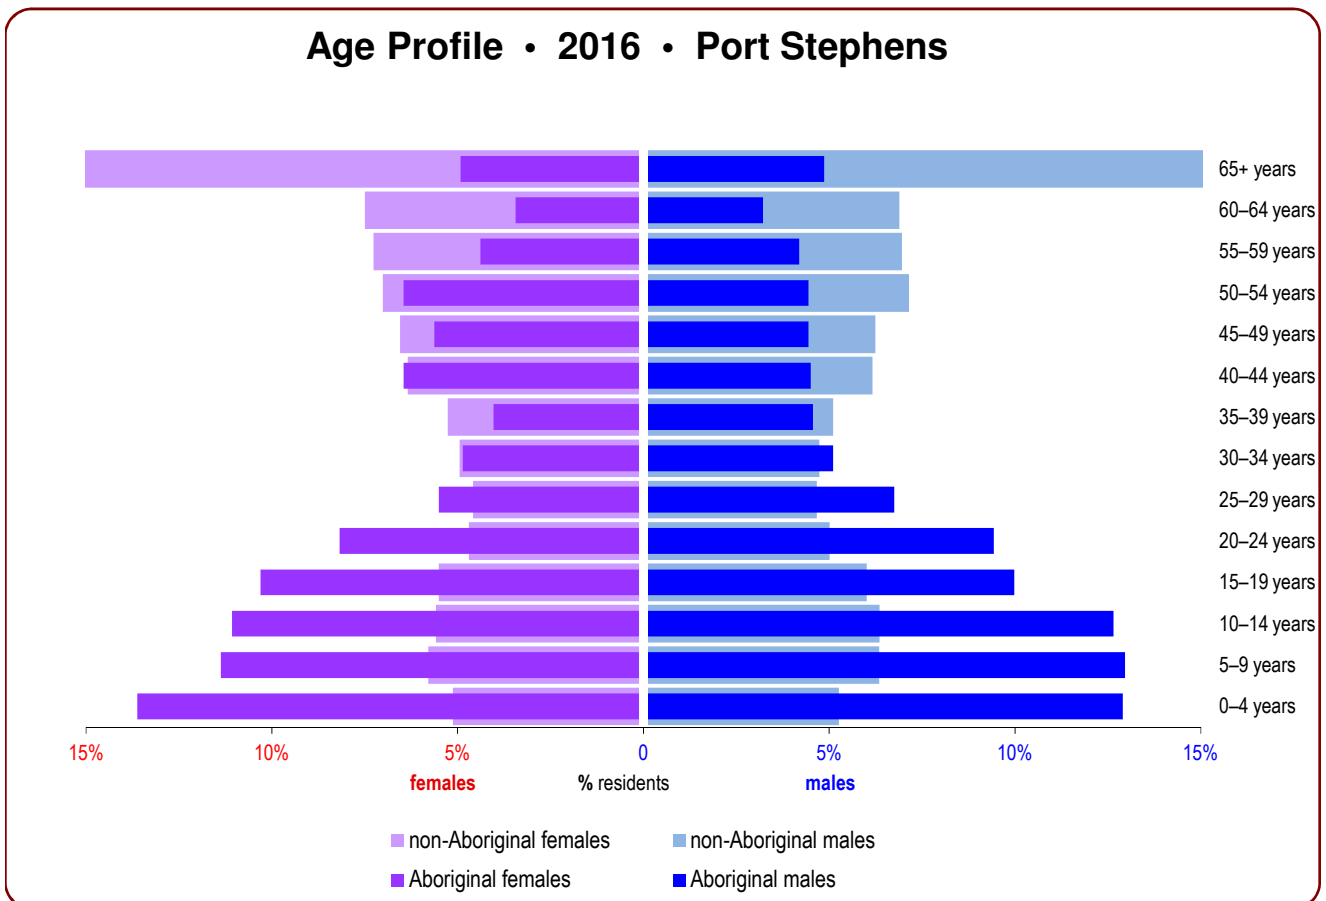 Age Profile • 2016 • Port Stephens
65+ years
60–64 years
55–59 years
50–54 years
45–49 years
40–44 years
35–39 years
30–34 years
25–29 years
20–24 years
15–19 years
10–14 years
5–9 years
0–4 years
15% 10% 5% 0 5% 10% 15%
females % residents males
non-Aboriginal females non-Aboriginal males
Aboriginal females Aboriginal males